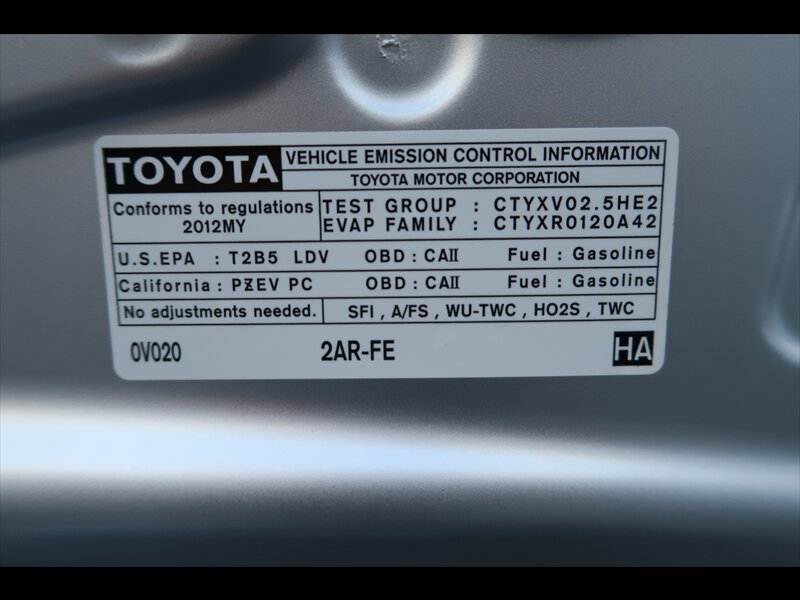 TOYOTA VEHICLE EMISSION CONTROL INFORMATION
TOYOTA MOTOR CORPORATION
Conforms to regulations
2012MY
TEST GROUP : CTYXV02.5HE2
EVAP FAMILY : CTYXR0120A42
U.S.EPA : T2B5 LDV OBD : CAII Fuel : Gasoline
California : PZEV PC OBD : CAII Fuel : Gasoline
No adjustments needed. SFI , A/FS , WU-TWC , HO2S , TWC
0V020 2AR-FE HA